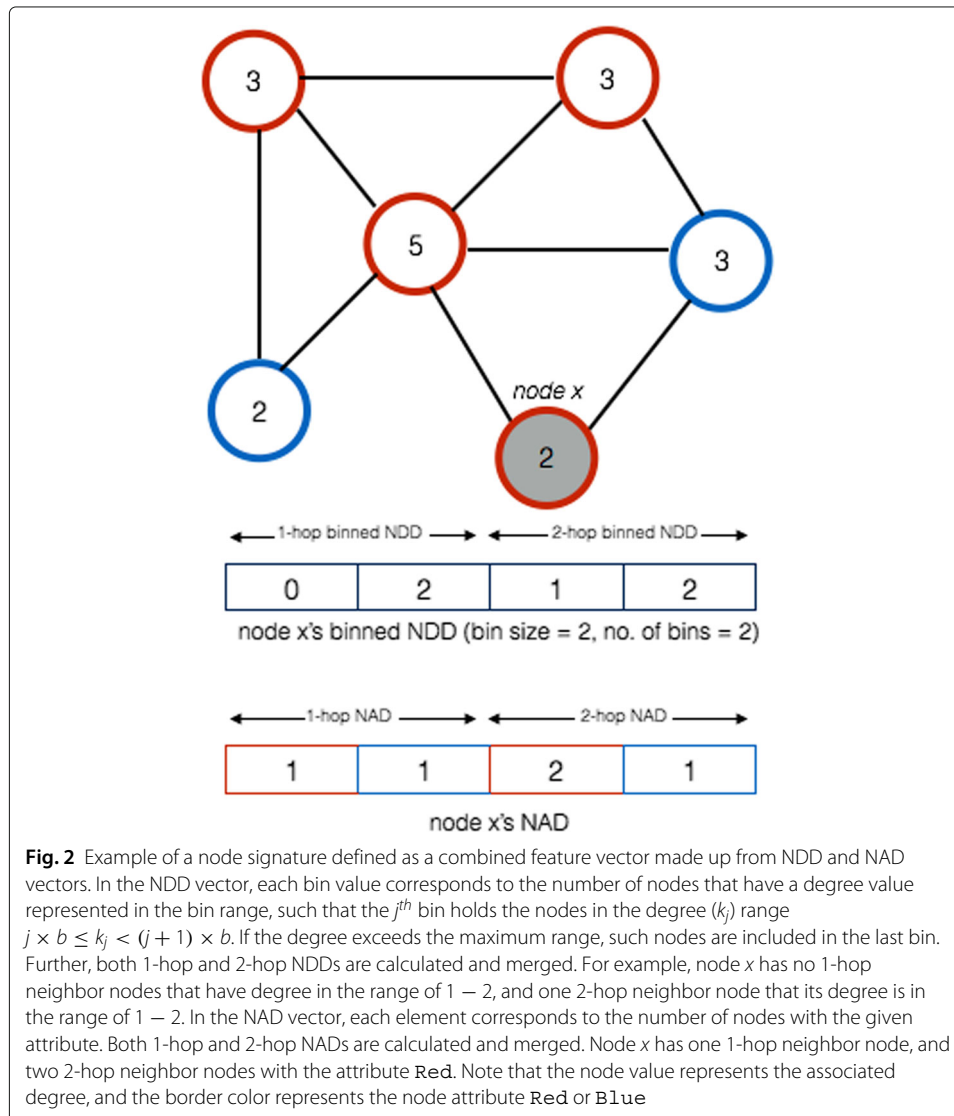 3
3
5
3
2
node x
2
1-hop binned NDD
2-hop binned NDD
0 2 1 2
node x's binned NDD (bin size = 2, no. of bins = 2)
1-hop NAD
2-hop NAD
1 1 2 1
node x's NAD
Fig. 2 Example of a node signature defined as a combined feature vector made up from NDD and NAD
vectors. In the NDD vector, each bin value corresponds to the number of nodes that have a degree value
represented in the bin range, such that the jth bin holds the nodes in the degree (kj) range
j × b ≤ kj < (j + 1) × b. If the degree exceeds the maximum range, such nodes are included in the last bin.
Further, both 1-hop and 2-hop NDDs are calculated and merged. For example, node x has no 1-hop
neighbor nodes that have degree in the range of 1 − 2, and one 2-hop neighbor node that its degree is in
the range of 1 − 2. In the NAD vector, each element corresponds to the number of nodes with the given
attribute. Both 1-hop and 2-hop NADs are calculated and merged. Node x has one 1-hop neighbor node, and
two 2-hop neighbor nodes with the attribute Red. Note that the node value represents the associated
degree, and the border color represents the node attribute Red or Blue